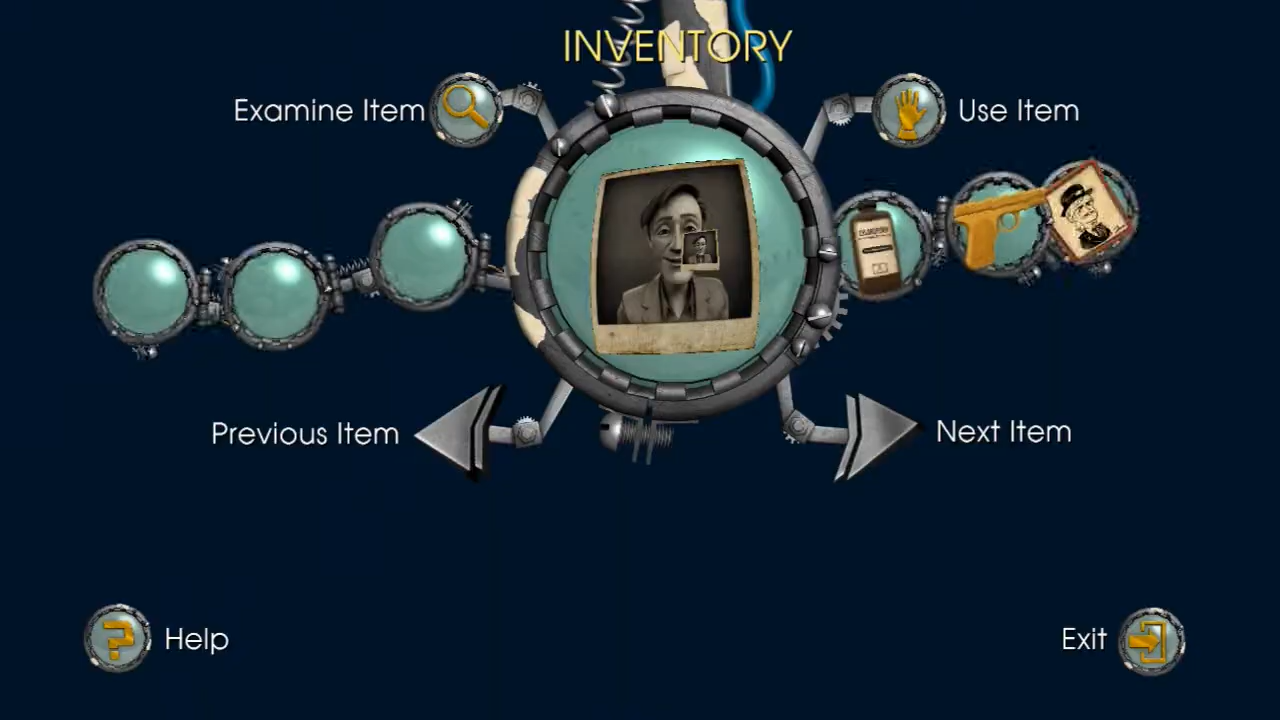 INVENTORY
Examine Item
Use Item
Previous Item
Next Item
Help
Exit